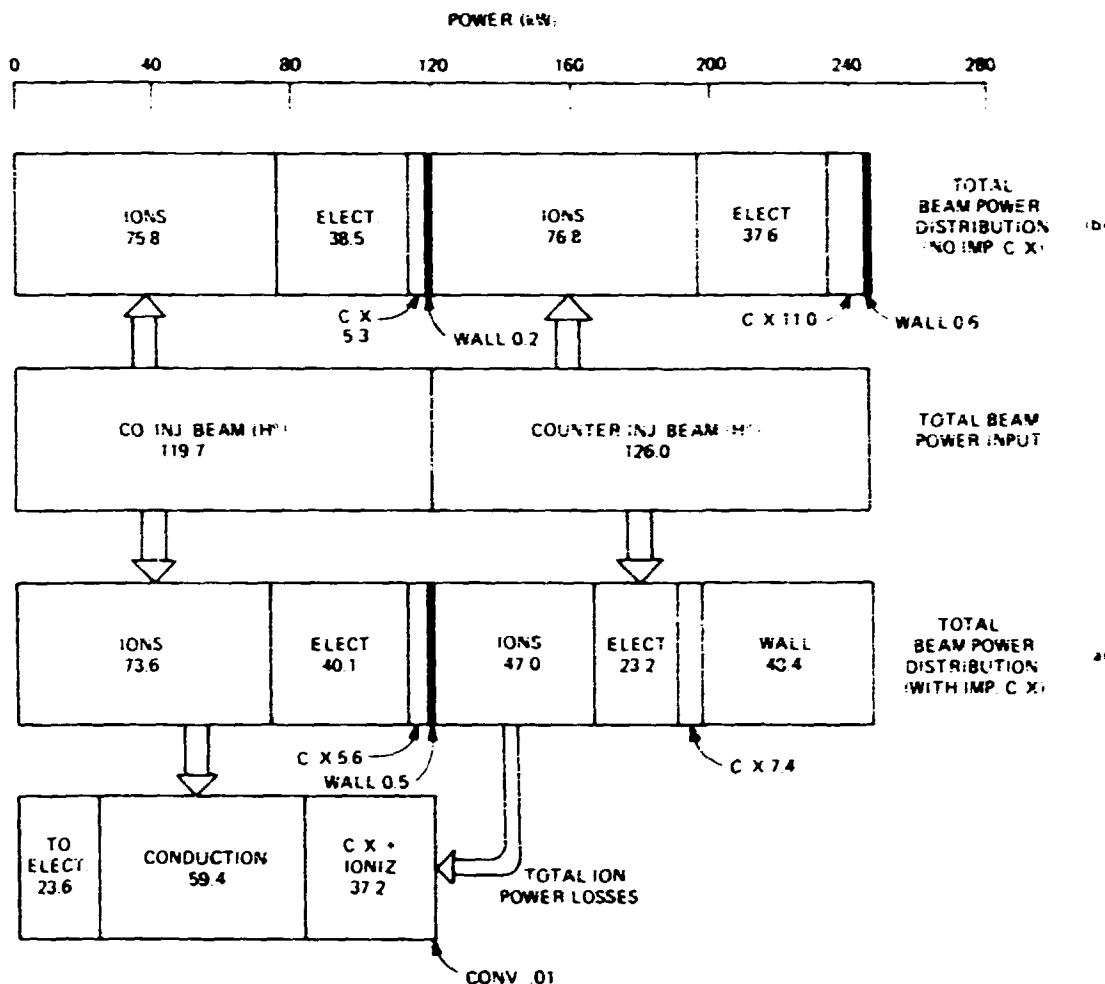 POWER (kW)
0 40 80 120 160 200 240 280
IONS
75.8
ELECT.
38.5
IONS
76.8
ELECT
37.6
TOTAL
BEAM POWER
DISTRIBUTION
(NO IMP. C X)
(b)
C X
5.3
WALL 0.2
C X 11.0
WALL 0.6
CO INJ. BEAM (H⁰)
119.7
COUNTER INJ BEAM (H⁰)
126.0
TOTAL BEAM
POWER INPUT
IONS
73.6
ELECT
40.1
IONS
47.0
ELECT
23.2
WALL
TOTAL
BEAM POWER
DISTRIBUTION
(WITH IMP. C X)
C X 5.6
WALL 0.5
C X 7.4
TO
ELECT.
23.6
CONDUCTION
59.4
C X +
IONIZ
37.2
TOTAL ION
POWER LOSSES
CONV .01